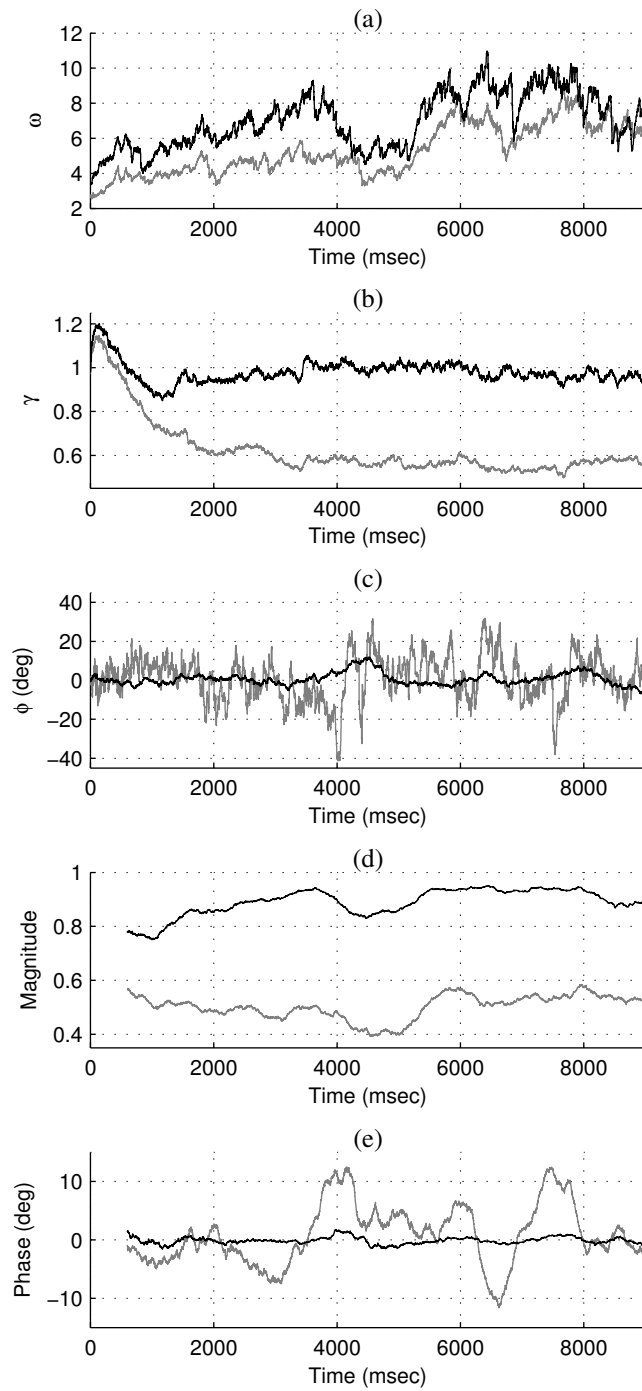 (a)
12
10
8
6
4
2
ω
0 2000 4000 6000 8000
Time (msec)
(b)
1.2
1
0.8
0.6
γ
0 2000 4000 6000 8000
Time (msec)
(c)
40
20
0
−20
−40
ϕ (deg)
0 2000 4000 6000 8000
Time (msec)
(d)
1
0.8
0.6
0.4
Magnitude
0 2000 4000 6000 8000
Time (msec)
(e)
10
0
−10
Phase (deg)
0 2000 4000 6000 8000
Time (msec)